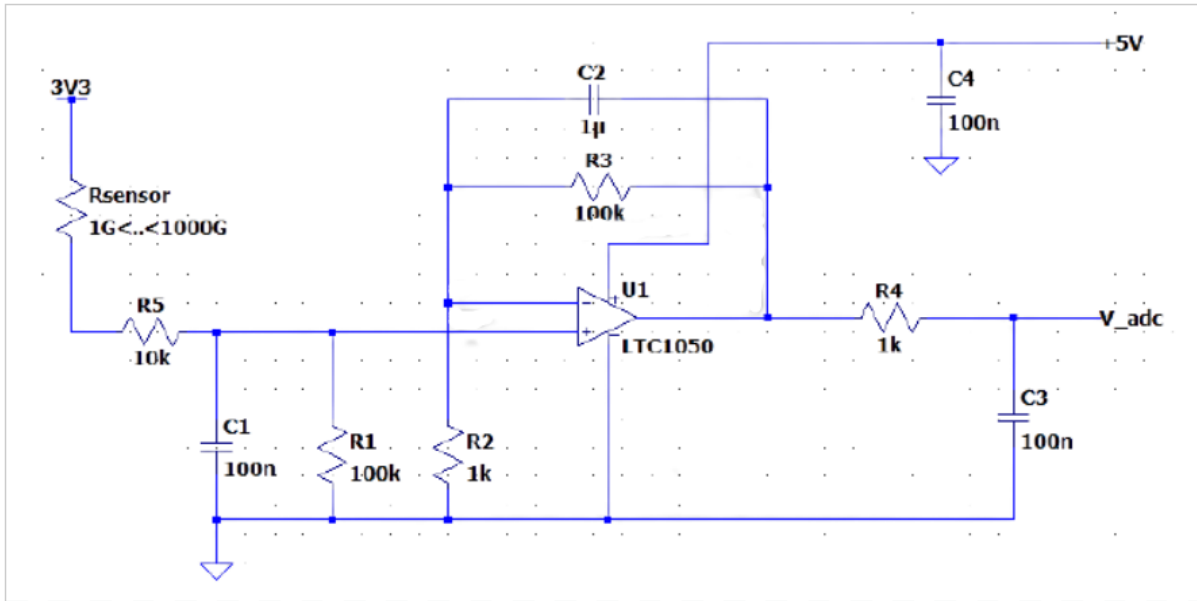 +5V
C2
C4
3V3
1µ
100n
R3
Rsensor
100k
1G<..<1000G
U1
R5
R4
+
-
+
-
V_adc
10k
LTC1050
1k
C3
C1
R1
R2
100n
100n
100k
1k